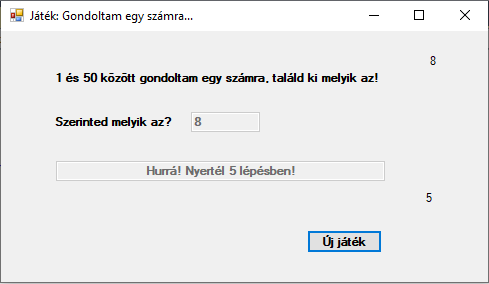 Játék: Gondoltam egy számra...
8
1 és 50 között gondoltam egy számra, találd ki melyik az!
Szerinted melyik az? 8
Hurrá! Nyertél 5 lépésben!
5
Új játék